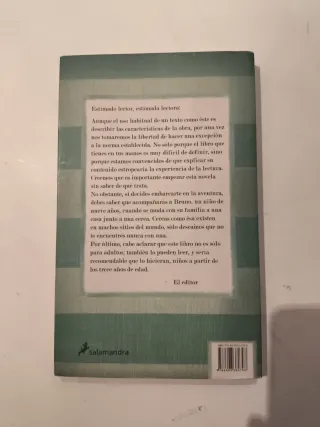 Estimado lector, estimada lectora:
Aunque el uso habitual de un texto como éste es
describir las características de la obra, por una vez
nos tomaremos la libertad de hacer una excepción
a la norma establecida. No sólo porque el libro que
tienes en tus manos es muy difícil de definir, sino
porque estamos convencidos de que explicar su
contenido estropearía la experiencia de la lectura.
Creemos que es importante empezar esta novela
sin saber de qué trata.
No obstante, si decides embarcarte en la aventura,
debes saber que acompañarás a Bruno, un niño de
nueve años, cuando se muda con su familia a una
casa junto a una cerca. Cercas como ésa existen
en muchos sitios del mundo, sólo deseamos que no
te encuentres nunca con una.
Por último, cabe aclarar que este libro no es sólo
para adultos; también lo pueden leer, y sería
recomendable que lo hicieran, niños a partir de
los trece años de edad.
El editor
salamandra